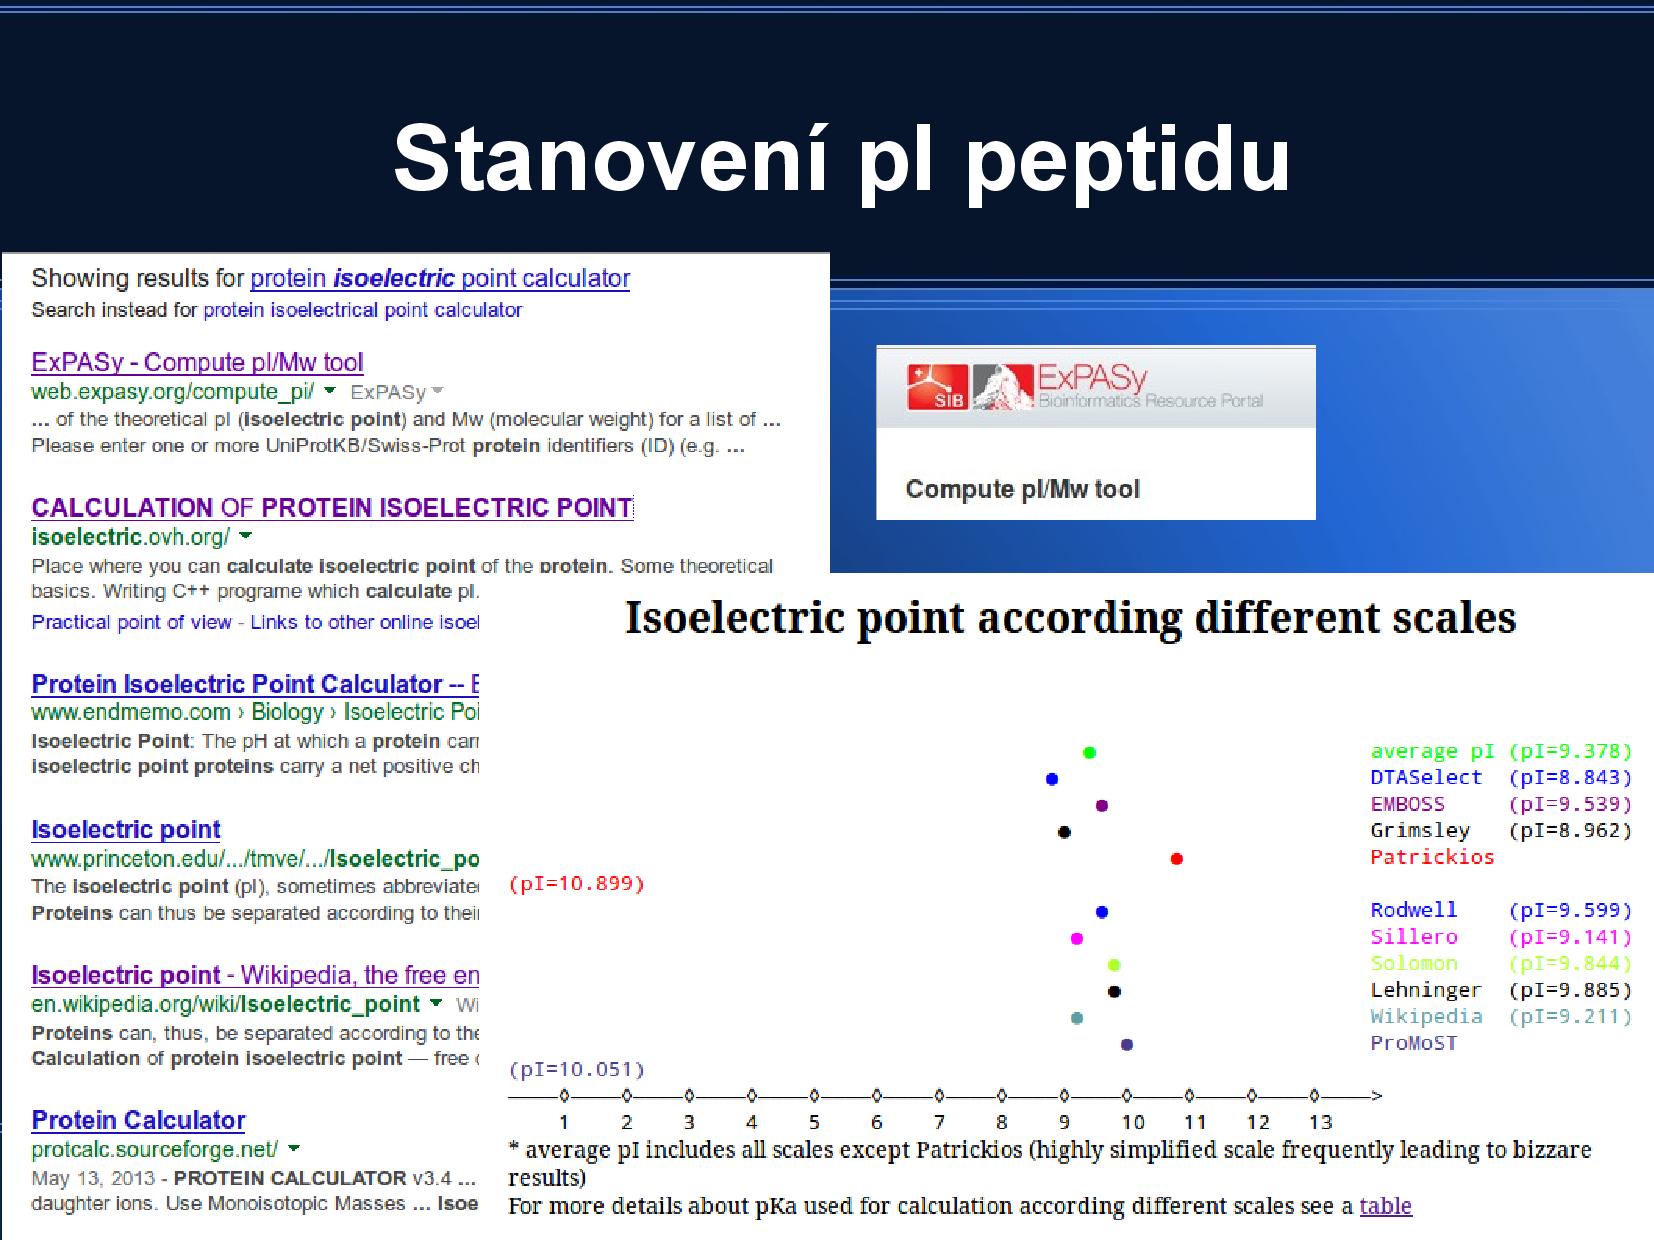 Stanovení pI peptidu
Showing results for protein isoelectric point calculator
Search instead for protein isoelectrical point calculator
ExPASy - Compute pI/Mw tool
web.expasy.org/compute_pi/ ExPASy
... of the theoretical pI (isoelectric point) and Mw (molecular weight) for a list of ...
Please enter one or more UniProtKB/Swiss-Prot protein identifiers (ID) (e.g. ...
CALCULATION OF PROTEIN ISOELECTRIC POINT
isoelectric.ovh.org/
Place where you can calculate isoelectric point of the protein. Some theoretical
basics. Writing C++ programe which calculate pI.
Practical point of view - Links to other online isoel
Protein Isoelectric Point Calculator --
www.endmemo.com › Biology › Isoelectric Poi
Isoelectric Point: The pH at which a protein carr
isoelectric point proteins carry a net positive ch
Isoelectric point
www.princeton.edu/.../tmve/.../Isoelectric_po
The isoelectric point (pI), sometimes abbreviate
Proteins can thus be separated according to thei
Isoelectric point - Wikipedia, the free en
en.wikipedia.org/wiki/Isoelectric_point Wi
Proteins can, thus, be separated according to the
Calculation of protein isoelectric point — free
Protein Calculator
protcalc.sourceforge.net/
May 13, 2013 - PROTEIN CALCULATOR v3.4 ...
daughter ions. Use Monoisotopic Masses ... Isoe
SIB ExPASy
Bioinformatics Resource Portal
Compute pI/Mw tool
Isoelectric point according different scales
average pI (pI=9.378)
DTASelect (pI=8.843)
EMBOSS (pI=9.539)
Grimsley (pI=8.962)
Patrickios
(pI=10.899)
Rodwell (pI=9.599)
Sillero (pI=9.141)
Solomon (pI=9.844)
Lehninger (pI=9.885)
Wikipedia (pI=9.211)
ProMoST
(pI=10.051)
1 2 3 4 5 6 7 8 9 10 11 12 13
* average pI includes all scales except Patrickios (highly simplified scale frequently leading to bizzare
results)
For more details about pKa used for calculation according different scales see a table